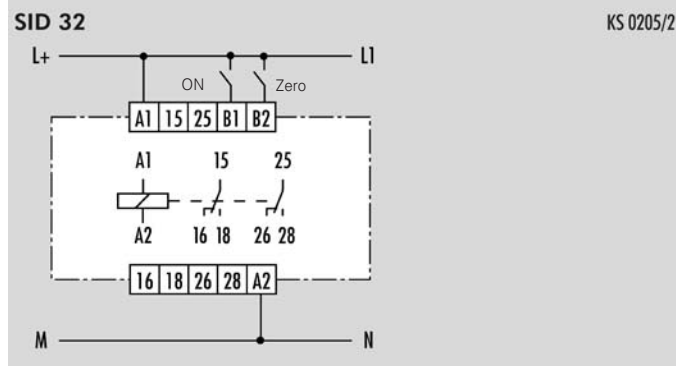 SID 32 KS 0205/2
L+ L1
ON Zero
A1 15 25 B1 B2
A1 15 25
A2 16 18 26 28
16 18 26 28 A2
M N